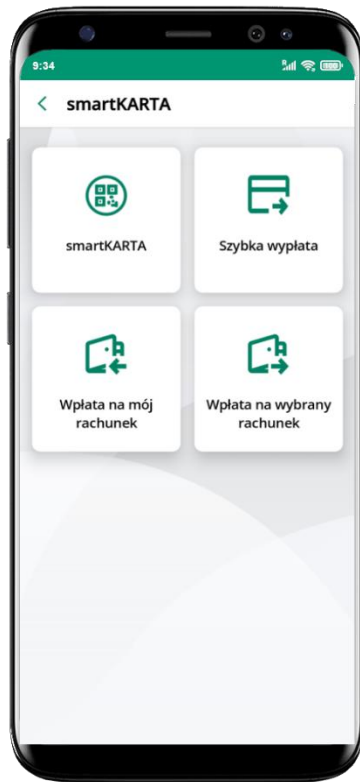 9:34
R
smartKARTA
smartKARTA
Szybka wypłata
Wpłata na mój
rachunek
Wpłata na wybrany
rachunek